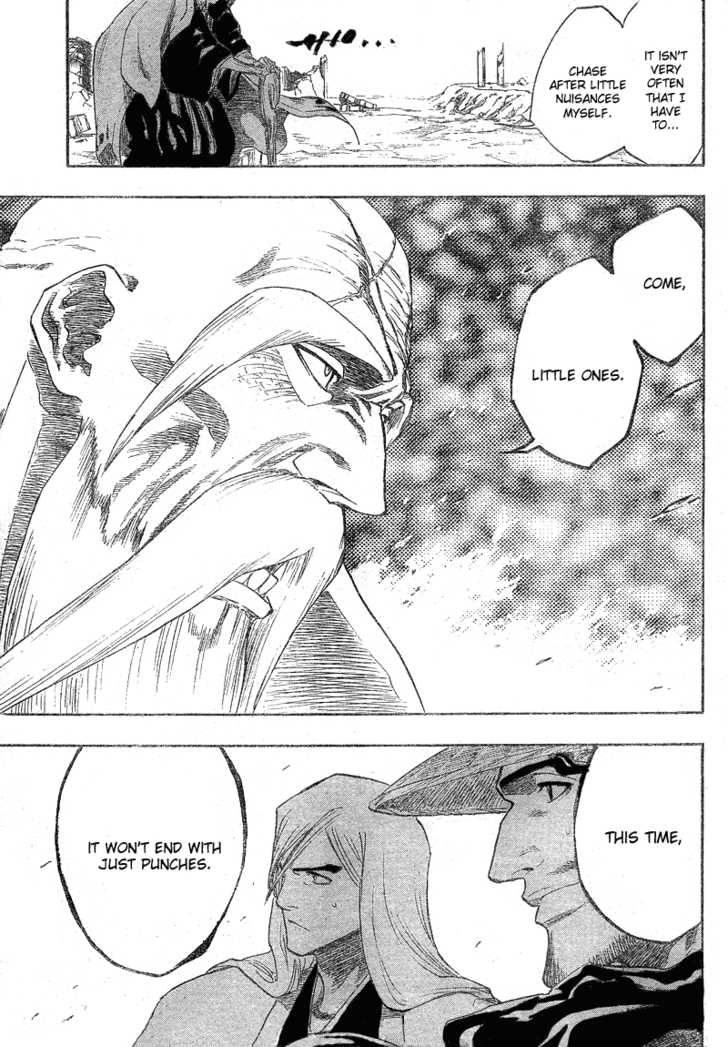 IT ISN'T
VERY
OFTEN
THAT I
HAVE
TO...
CHASE
AFTER LITTLE
NUISANCES
MYSELF.
COME,
LITTLE ONES.
THIS TIME,
IT WON'T END WITH
JUST PUNCHES.